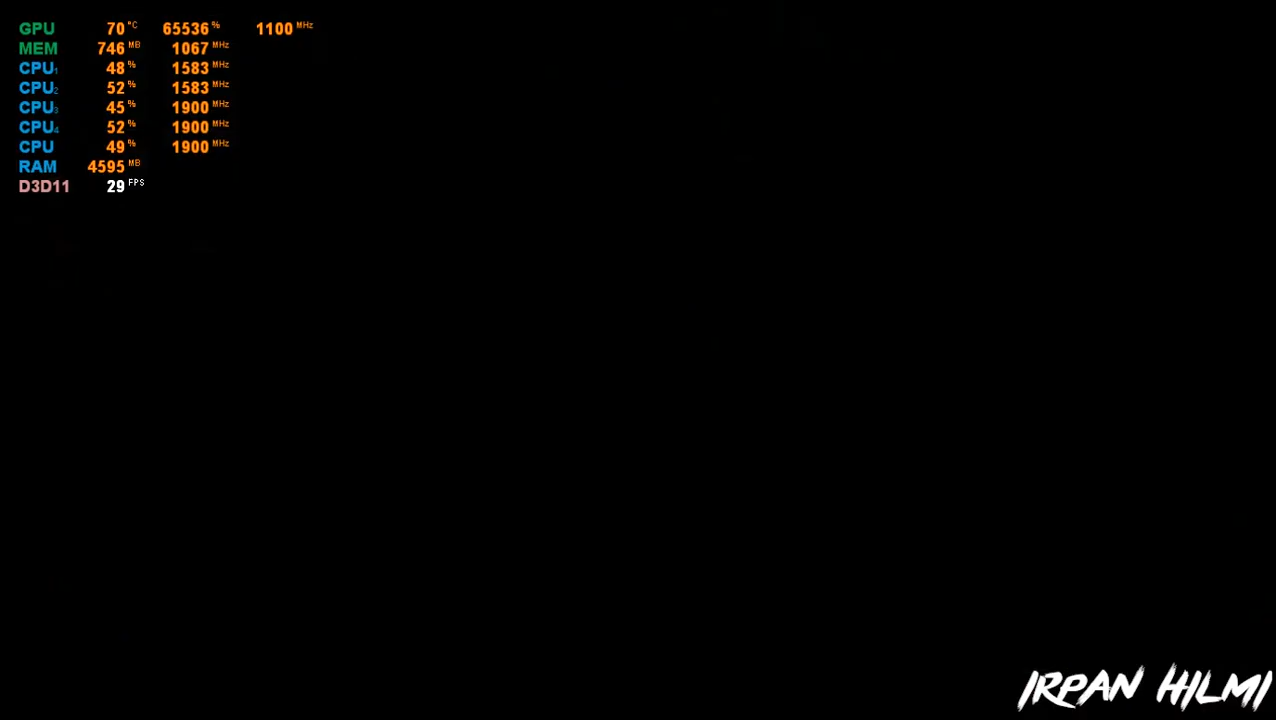 GPU 70 °C 65536 % 1100 MHz
MEM 746 MB 1067 MHz
CPU1 48 % 1583 MHz
CPU2 52 % 1583 MHz
CPU3 45 % 1900 MHz
CPU4 52 % 1900 MHz
CPU 49 % 1900 MHz
RAM 4595 MB
D3D11 29 FPS
IRPAN HILMI